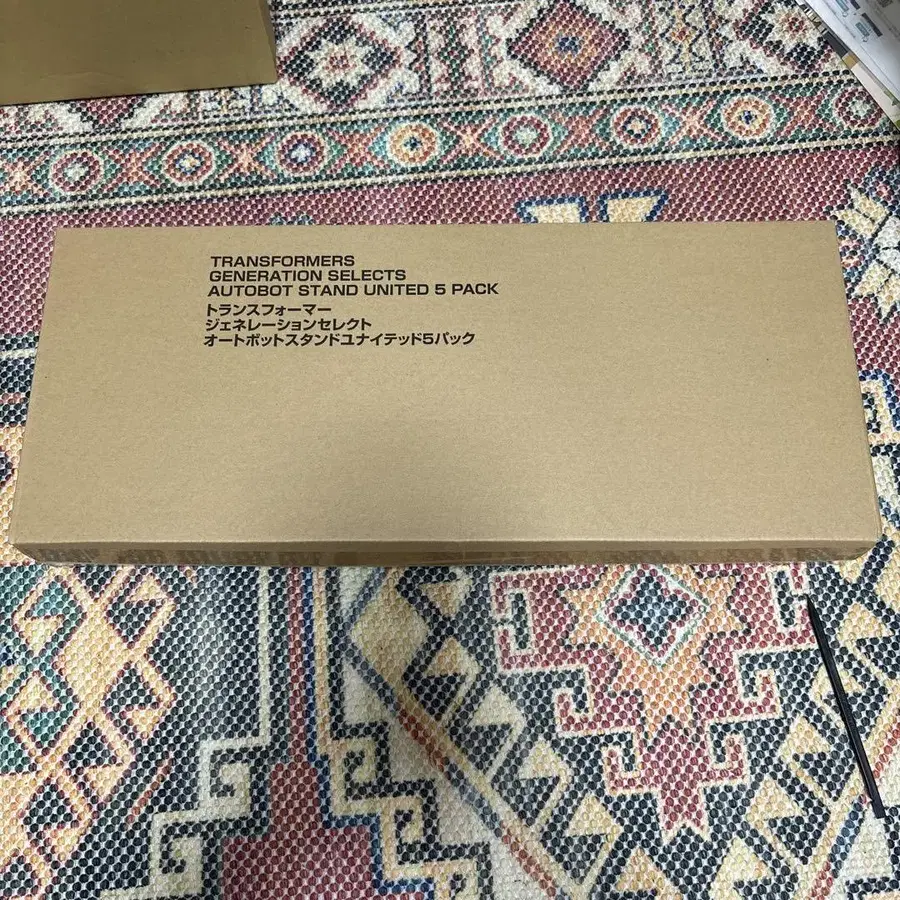 TRANSFORMERS
GENERATION SELECTS
AUTOBOT STAND UNITED 5 PACK
トランスフォーマー
ジェネレーションセレクト
オートボットスタンドユナイテッド5パック